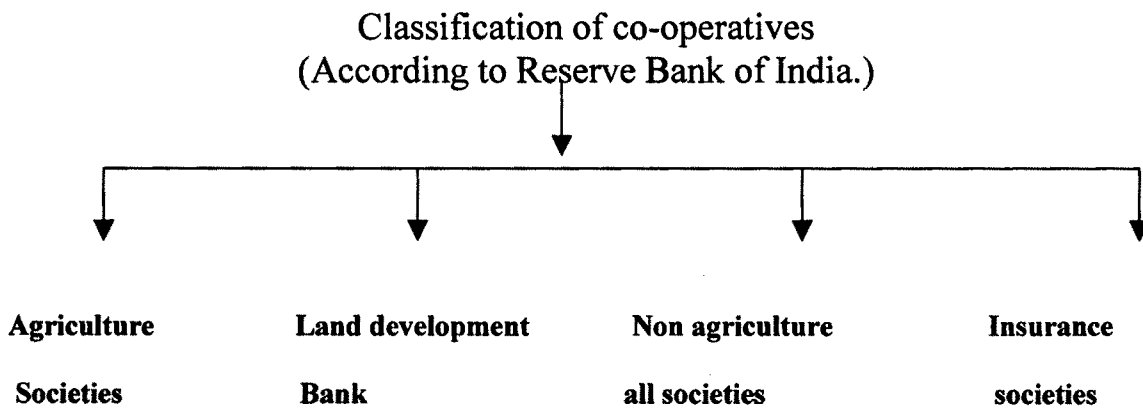 Classification of co-operatives
(According to Reserve Bank of India.)
Agriculture Land development Non agriculture Insurance
Societies Bank all societies societies